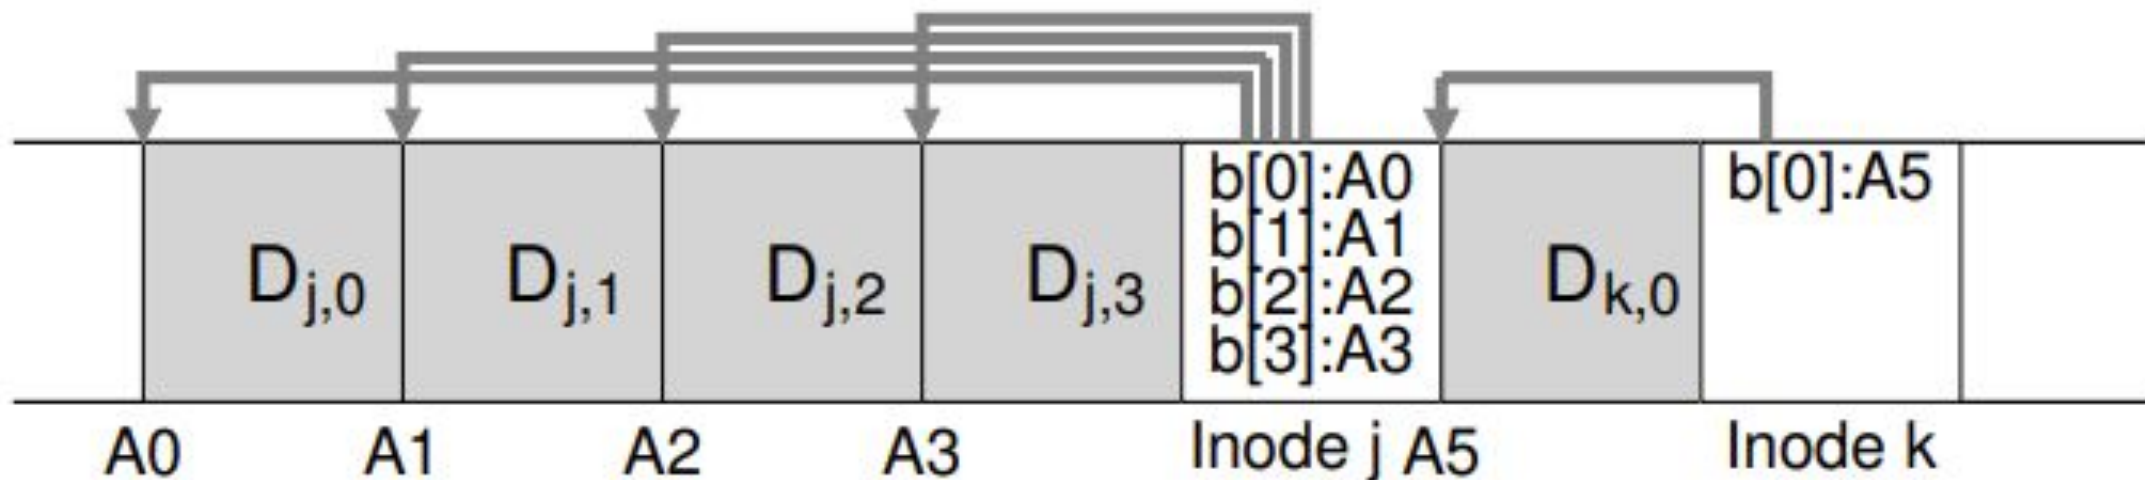 b[0]:A0
b[1]:A1
b[2]:A2
b[3]:A3
b[0]:A5
Dj,0 Dj,1 Dj,2 Dj,3 Dk,0
A0 A1 A2 A3 Inode j A5 Inode k